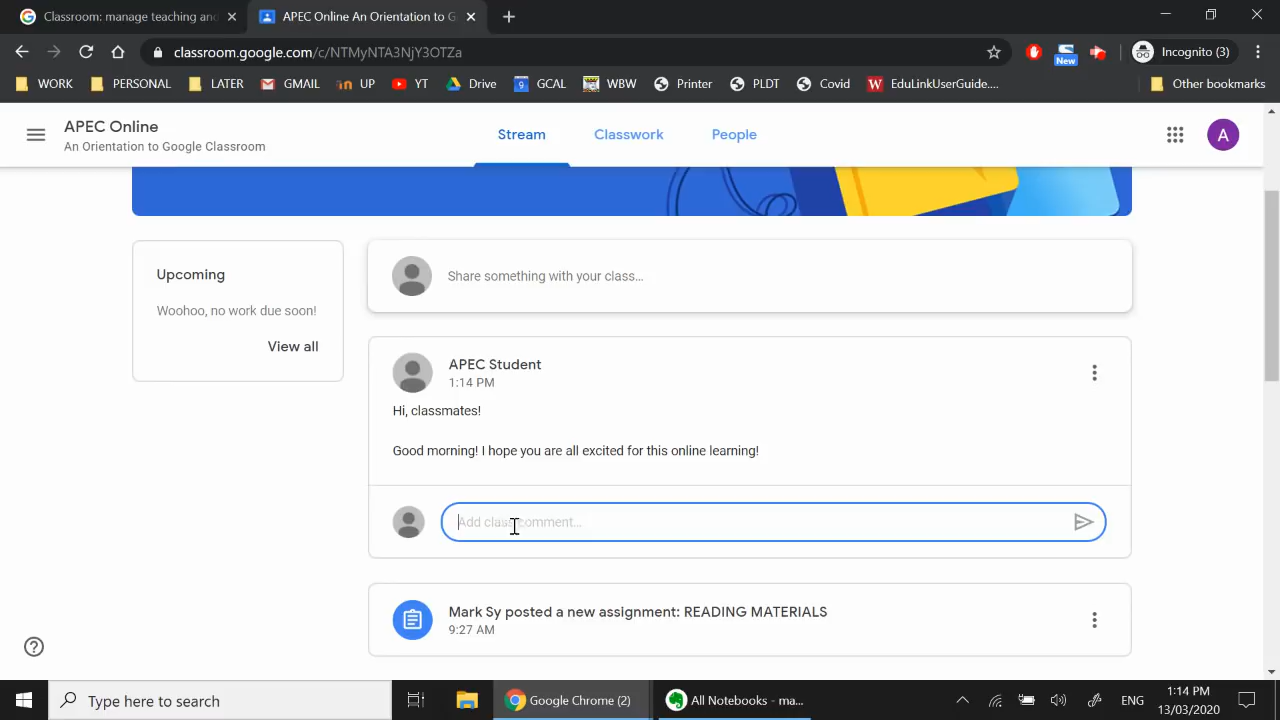 Classroom: manage teaching and
APEC Online An Orientation to G
classroom.google.com/c/NTMyNTA3NjY3OTZa
New
Incognito (3)
WORK
PERSONAL
LATER
GMAIL
UP
YT
Drive
9
GCAL
WBW
Printer
PLDT
Covid
W
EduLinkUserGuide....
Other bookmarks
APEC Online
An Orientation to Google Classroom
Stream
Classwork
People
A
Upcoming
Woohoo, no work due soon!
View all
Share something with your class...
APEC Student
1:14 PM
Hi, classmates!
Good morning! I hope you are all excited for this online learning!
Add class comment...
Mark Sy posted a new assignment: READING MATERIALS
9:27 AM
Type here to search
Google Chrome (2)
All Notebooks - ma...
ENG
1:14 PM
13/03/2020